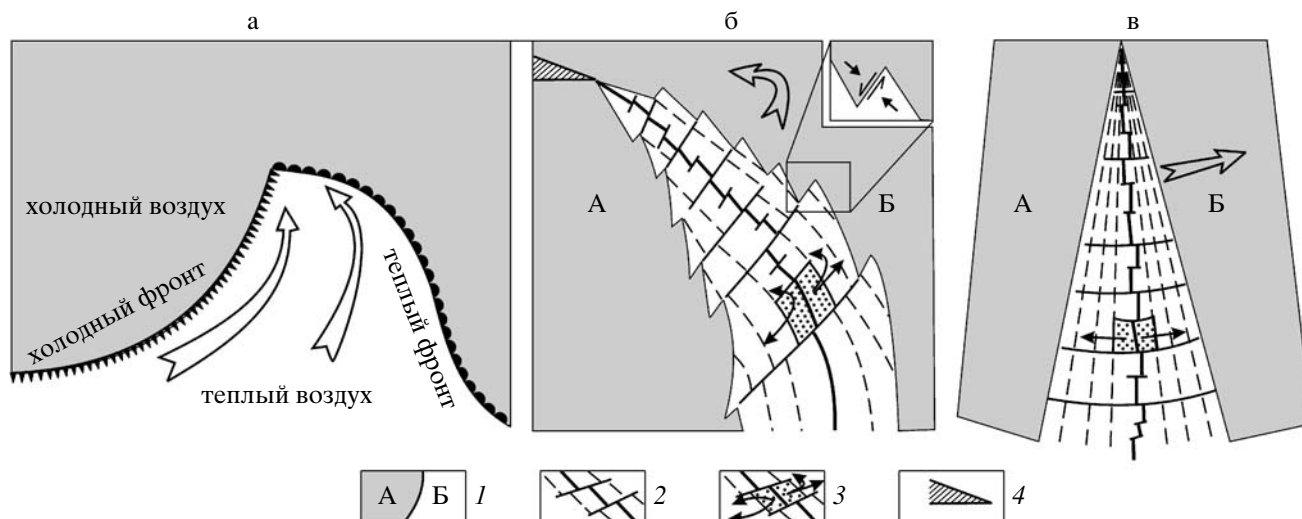 а
б
в
холодный воздух
холодный фронт
теплый воздух
теплый фронт
А
Б
А
Б
А Б 1
2
3
4